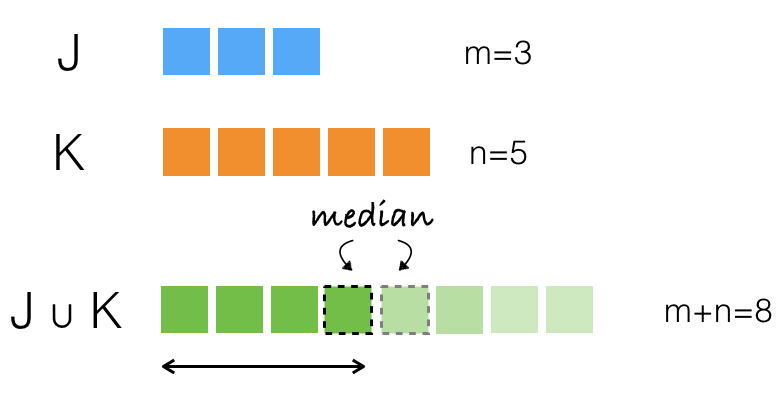 J m=3
K n=5
median
J ∪ K m+n=8